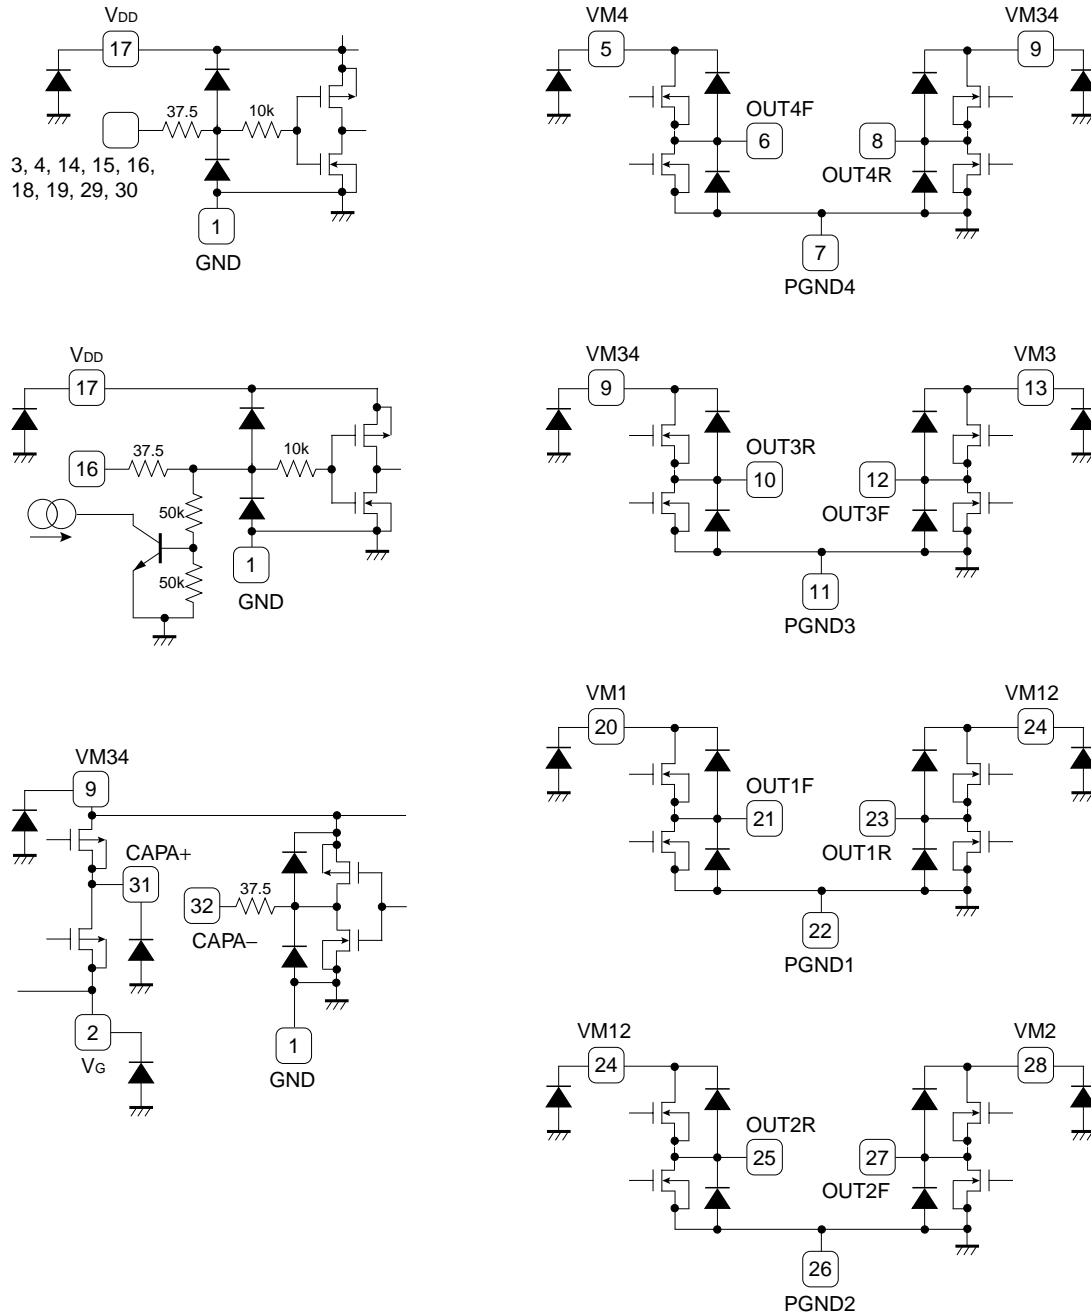 VDD
17
37.5
10k
3, 4, 14, 15, 16,
18, 19, 29, 30
1
GND
VDD
17
16
37.5
10k
50k
50k
1
GND
VM34
9
CAPA+
31
32
37.5
CAPA–
2
VG
1
GND
VM4
5
OUT4F
6
VM34
9
8
OUT4R
7
PGND4
VM34
9
OUT3R
10
VM3
13
12
OUT3F
11
PGND3
VM1
20
OUT1F
21
VM12
24
23
OUT1R
22
PGND1
VM12
24
OUT2R
25
VM2
28
27
OUT2F
26
PGND2